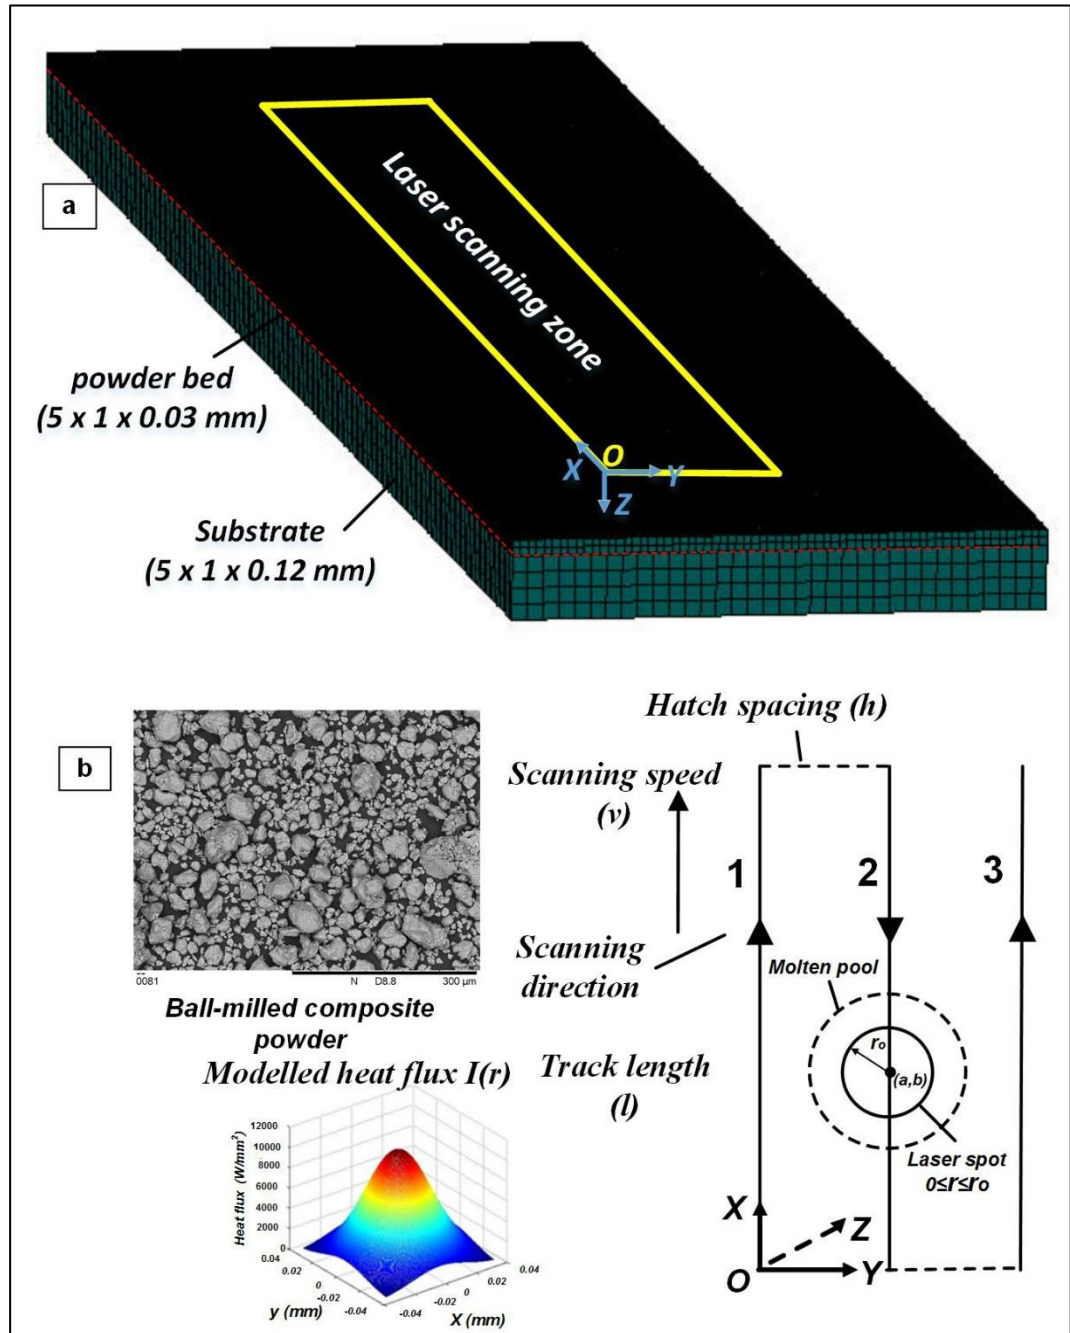 a
Laser scanning zone
powder bed
(5 x 1 x 0.03 mm)
Substrate
(5 x 1 x 0.12 mm)
O
X
Y
Z
b
0081
N
D8.8
300 µm
Ball-milled composite
powder
Modelled heat flux I(r)
Heat flux (W/mm²)
12000
10000
8000
6000
4000
2000
0
0.04
0.02
0
-0.02
-0.04
y (mm)
-0.04
-0.02
0
0.02
0.04
X (mm)
Hatch spacing (h)
Scanning speed
(v)
Scanning
direction
Track length
(l)
1
2
3
Molten pool
ro
(a,b)
Laser spot
0≤r≤ro
X
Z
O
Y